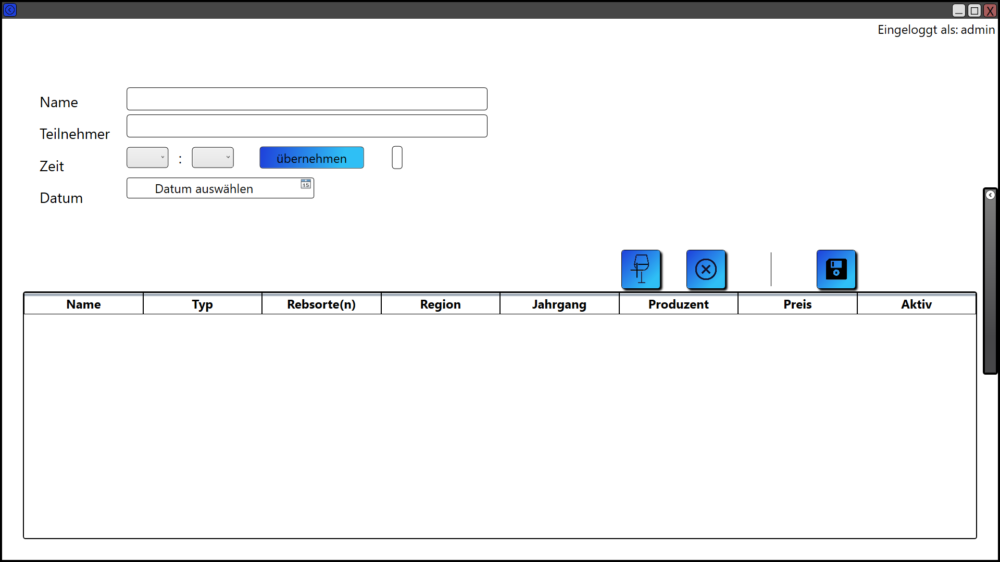 X
Eingeloggt als: admin
Name
Teilnehmer
Zeit : übernehmen
Datum auswählen 15
Datum
Name Typ Rebsorte(n) Region Jahrgang Produzent Preis Aktiv